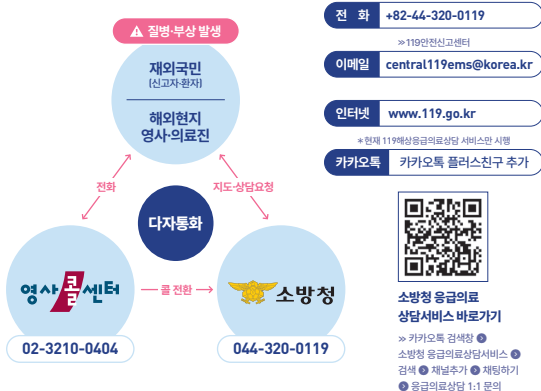 질병·부상 발생
재외국민
(신고자·환자)
해외현지
영사·의료진
전화
지도·상담요청
다자통화
영사콜센터
콜 전환
소방청
02-3210-0404
044-320-0119
전 화 +82-44-320-0119
≫119안전신고센터
이메일 central119ems@korea.kr
인터넷 www.119.go.kr
*현재 119해상응급의료상담 서비스만 시행
카카오톡 카카오톡 플러스친구 추가
소방청 응급의료
상담서비스 바로가기
≫ 카카오톡 검색창
소방청 응급의료상담서비스
검색 채널추가 채팅하기
응급의료상담 1:1 문의